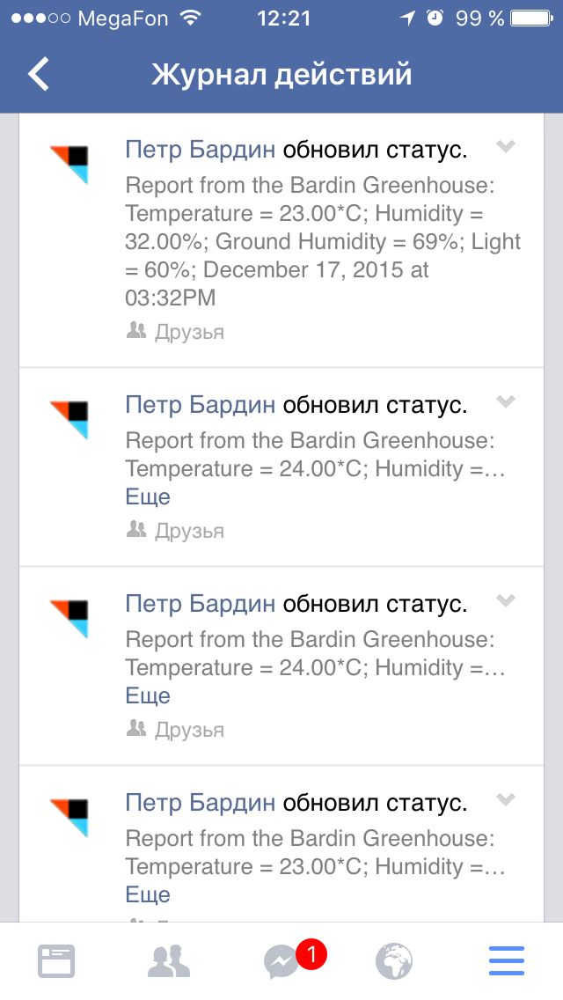 MegaFon 12:21 99 %
Журнал действий
Петр Бардин обновил статус.
Report from the Bardin Greenhouse:
Temperature = 23.00*C; Humidity =
32.00%; Ground Humidity = 69%; Light
= 60%; December 17, 2015 at
03:32PM
Друзья
Петр Бардин обновил статус.
Report from the Bardin Greenhouse:
Temperature = 24.00*C; Humidity =…
Еще
Друзья
Петр Бардин обновил статус.
Report from the Bardin Greenhouse:
Temperature = 24.00*C; Humidity =…
Еще
Друзья
Петр Бардин обновил статус.
Report from the Bardin Greenhouse:
Temperature = 23.00*C; Humidity =…
Еще
1